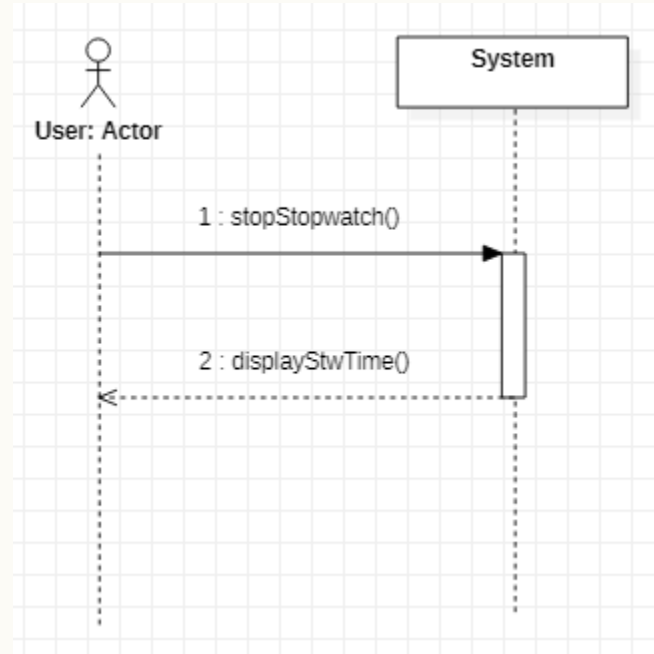 System
User: Actor
1 : stopStopwatch()
2 : displayStwTime()